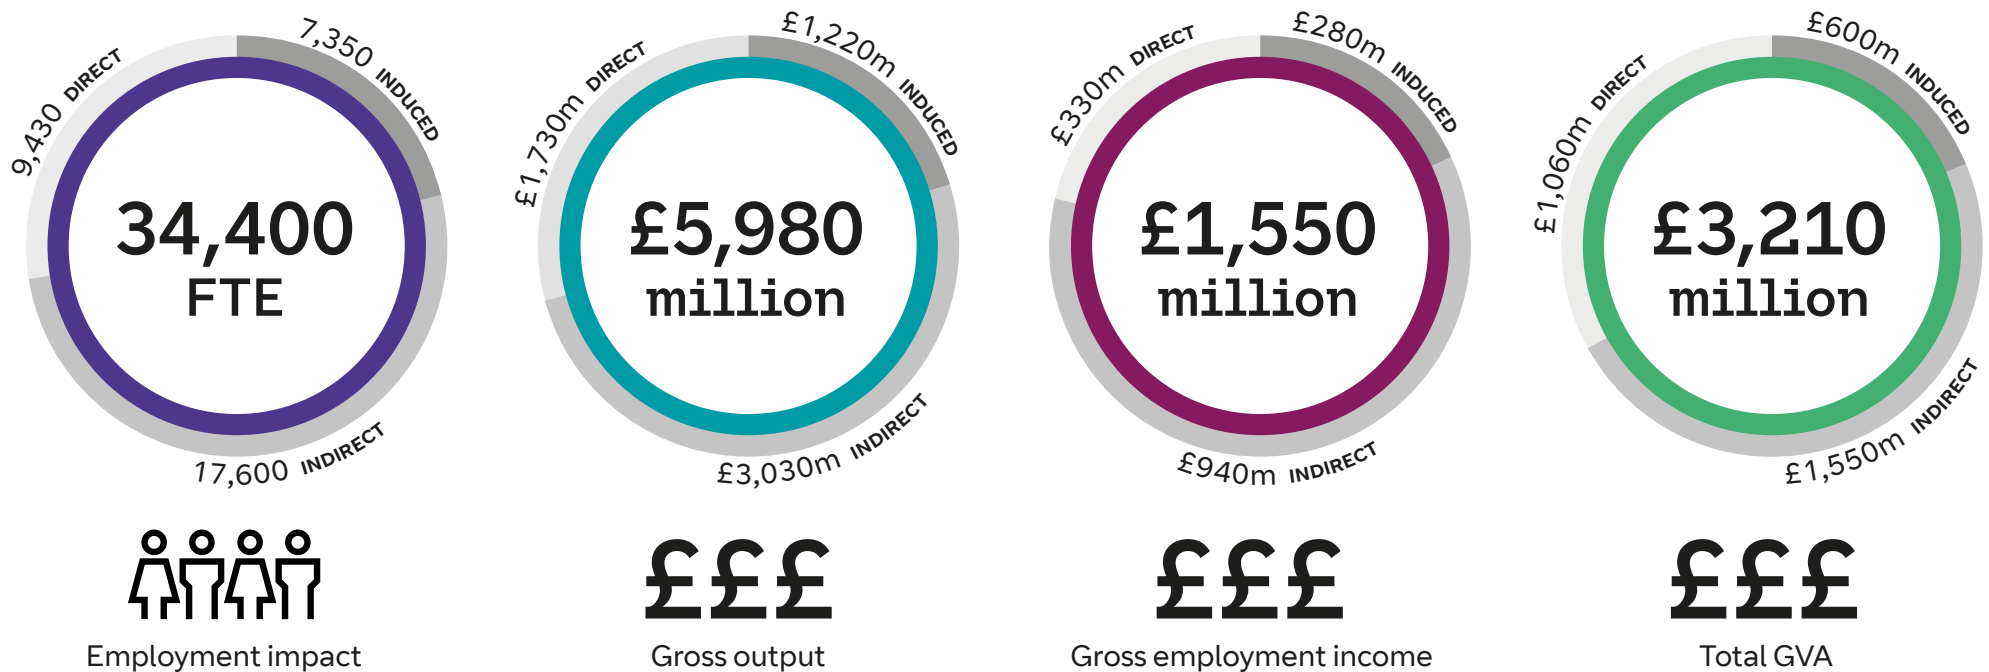 9,430 DIRECT
7,350 INDUCED
34,400
FTE
17,600 INDIRECT
Employment impact
£1,730m DIRECT
£1,220m INDUCED
£5,980
million
£3,030m INDIRECT
£££
Gross output
£330m DIRECT
£280m INDUCED
£1,550
million
£940m INDIRECT
£££
Gross employment income
£1,060m DIRECT
£600m INDUCED
£3,210
million
£1,550m INDIRECT
£££
Total GVA